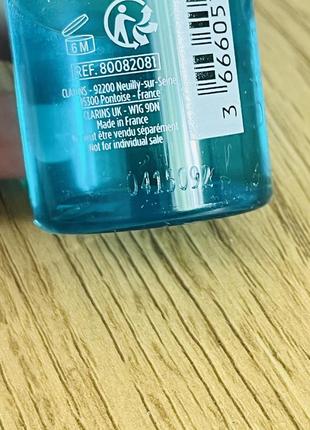 6 M
REF. 80082081
CLARINS - 92200 Neuilly-sur-Seine
95300 Pontoise - France
CLARINS UK - W1G 9DN
Made in France
Ne peut être vendu séparément
Not for individual sale
3 66605